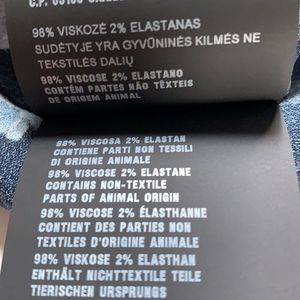 98% VISKOZĖ 2% ELASTANAS
SUDĖTYJE YRA GYVŪNINĖS KILMĖS NE
TEKSTILĖS DALIŲ
98% VISCOSE 2% ELASTANO
CONTÉM PARTES NÃO TÊXTEIS
DE ORIGEM ANIMAL
98% VISCOSA 2% ELASTAN
CONTIENE PARTI NON TESSILI
DI ORIGINE ANIMALE
98% VISKOSE 2% ELASTANE
CONTAINS NON-TEXTILE
PARTS OF ANIMAL ORIGIN
98% VISKOSE 2% ÉLASTHANNE
CONTIENT DES PARTIES NON
TEXTILES D'ORIGINE ANIMALE
98% VISKOSE 2% ELASTHAN
ENTHÄLT NICHTTEXTILE TEILE
TIERISCHEN URSPRUNGS